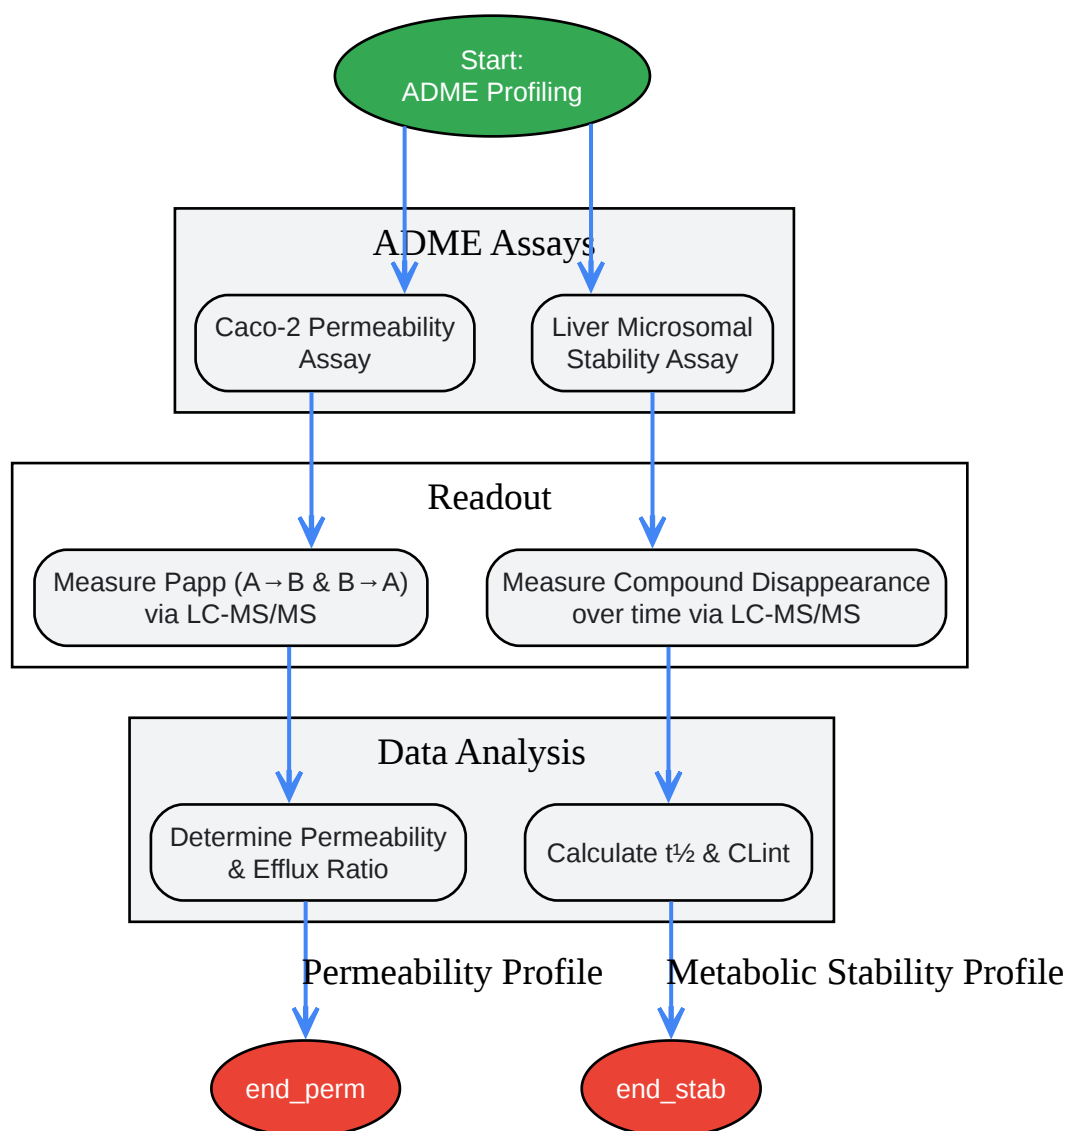 Start:
ADME Profiling
ADME Assays
Caco-2 Permeability
Assay
Liver Microsomal
Stability Assay
Readout
Measure Papp (A→B & B→A)
via LC-MS/MS
Measure Compound Disappearance
over time via LC-MS/MS
Data Analysis
Determine Permeability
& Efflux Ratio
Calculate t½ & CLint
Permeability Profile
Metabolic Stability Profile
end_perm
end_stab